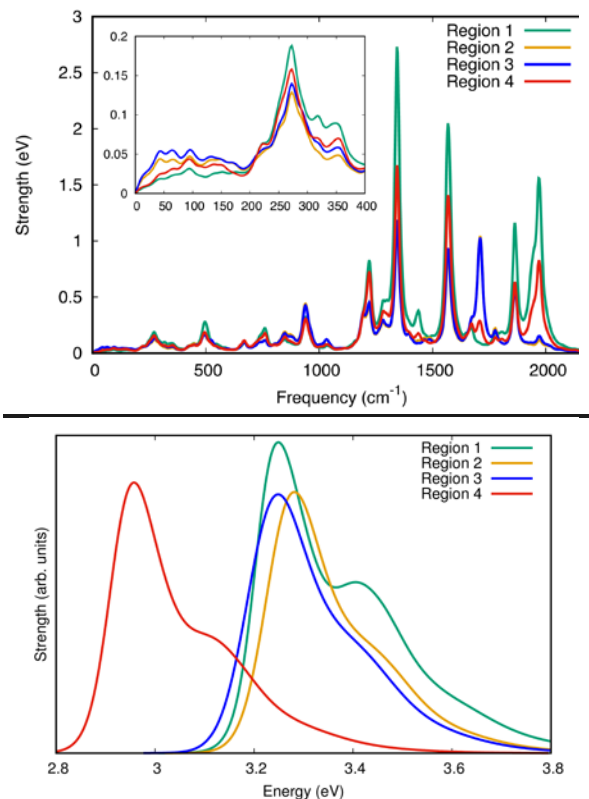 3
2.5
2
1.5
1
0.5
0
Strength (eV)
0.2
0.15
0.1
0.05
0
0 50 100 150 200 250 300 350 400
Region 1
Region 2
Region 3
Region 4
0 500 1000 1500 2000
Frequency (cm⁻¹)
Strength (arb. units)
Region 1
Region 2
Region 3
Region 4
2.8 3 3.2 3.4 3.6 3.8
Energy (eV)